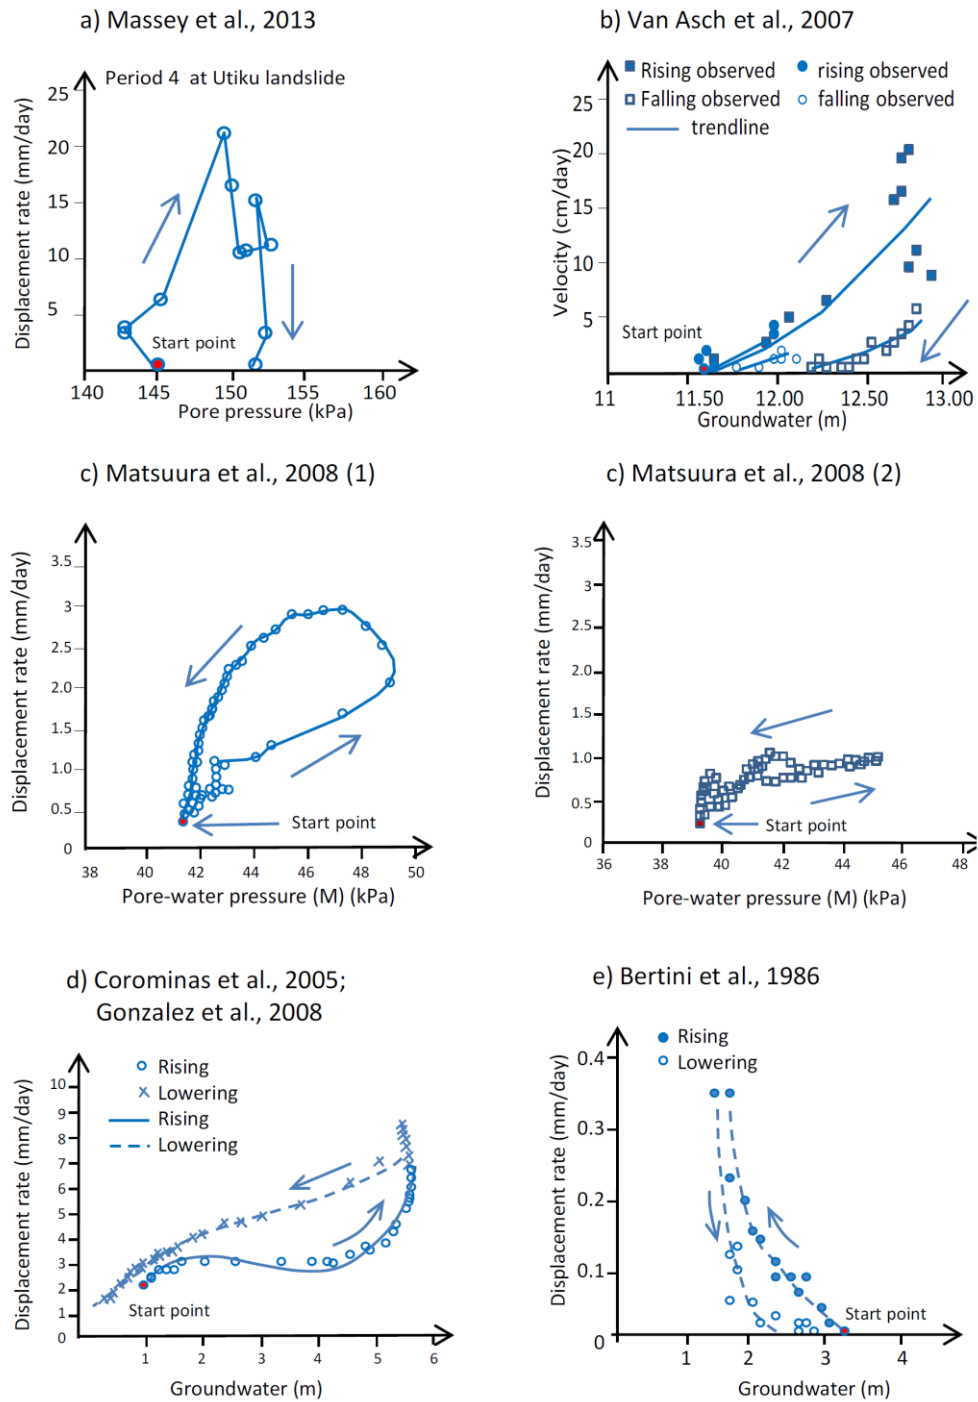 a) Massey et al., 2013
Period 4 at Utiku landslide
Displacement rate (mm/day)
25
20
15
10
5
Start point
140 145 150 155 160
Pore pressure (kPa)
b) Van Asch et al., 2007
Rising observed rising observed
Falling observed falling observed
trendline
Velocity (cm/day)
25
20
15
10
5
Start point
11 11.50 12.00 12.50 13.00
Groundwater (m)
c) Matsuura et al., 2008 (1)
Displacement rate (mm/day)
3.5
3
2.5
2.0
1.5
1.0
0.5
0
Start point
38 40 42 44 46 48 50
Pore-water pressure (M) (kPa)
c) Matsuura et al., 2008 (2)
Displacement rate (mm/day)
3.5
3
2.5
2.0
1.5
1.0
0.5
0
Start point
36 38 40 42 44 46 48
Pore-water pressure (M) (kPa)
d) Corominas et al., 2005;
Gonzalez et al., 2008
Rising
Lowering
Rising
Lowering
Displacement rate (mm/day)
10
9
8
7
6
5
4
3
2
1
0
Start point
1 2 3 4 5 6
Groundwater (m)
e) Bertini et al., 1986
Rising
Lowering
Displacement rate (mm/day)
0.4
0.3
0.2
0.1
0
Start point
1 2 3 4
Groundwater (m)